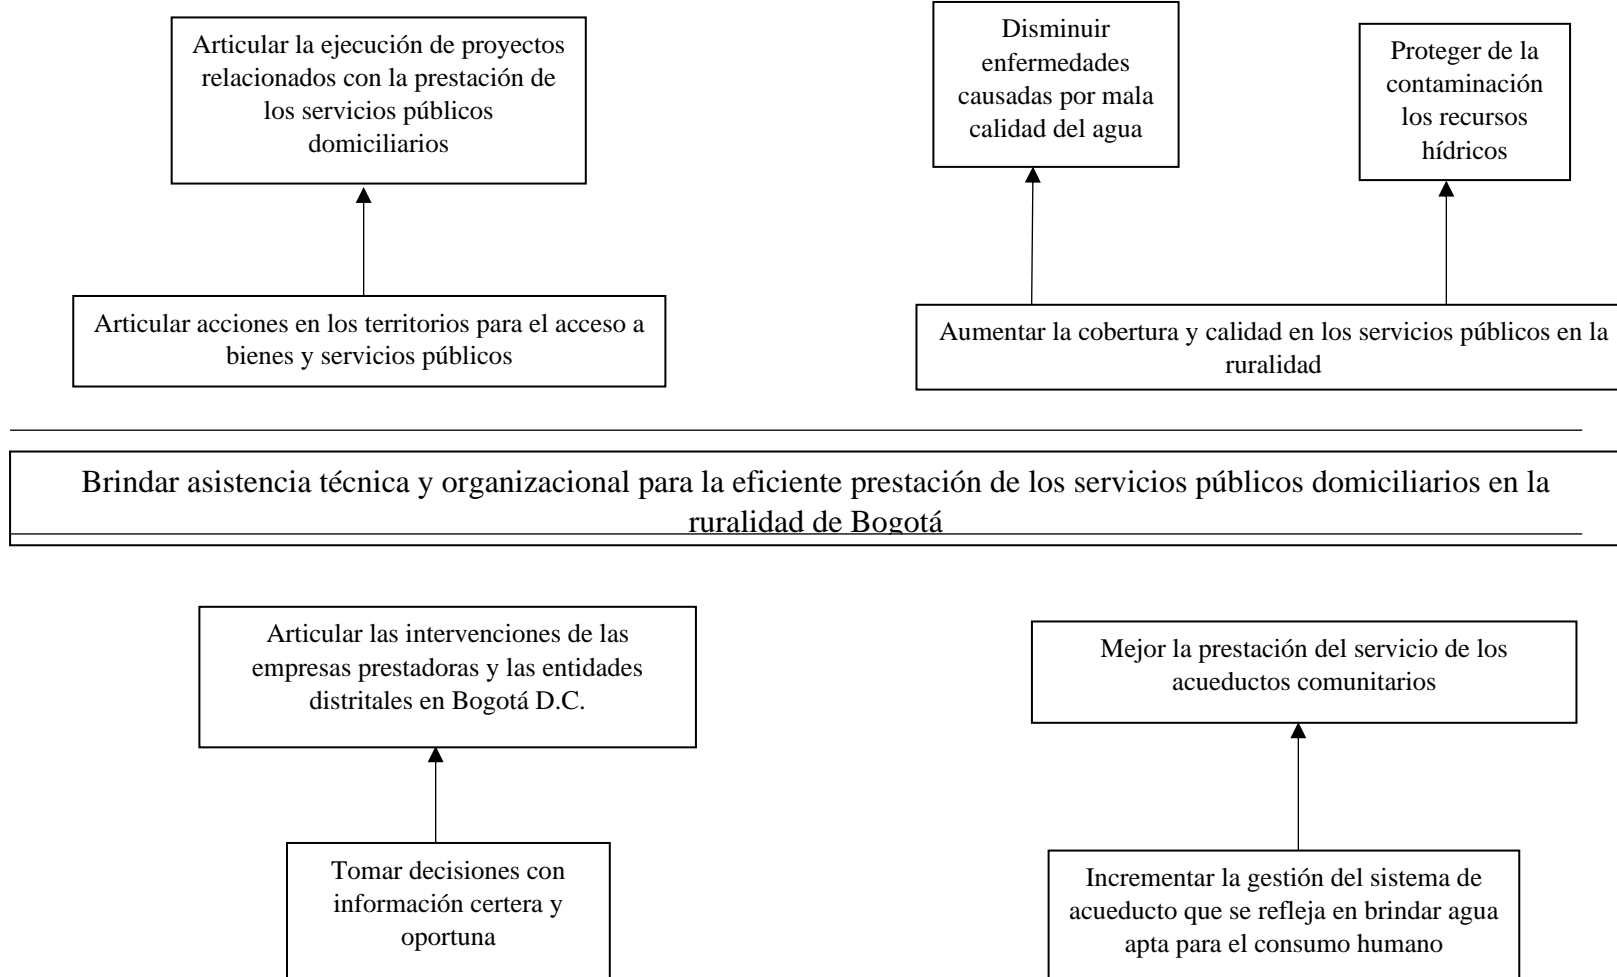 Articular la ejecución de proyectos
relacionados con la prestación de
los servicios públicos
domiciliarios
Disminuir
enfermedades
causadas por mala
calidad del agua
Proteger de la
contaminación
los recursos
hídricos
Articular acciones en los territorios para el acceso a
bienes y servicios públicos
Aumentar la cobertura y calidad en los servicios públicos en la
ruralidad
Brindar asistencia técnica y organizacional para la eficiente prestación de los servicios públicos domiciliarios en la
ruralidad de Bogotá
Articular las intervenciones de las
empresas prestadoras y las entidades
distritales en Bogotá D.C.
Mejor la prestación del servicio de los
acueductos comunitarios
Tomar decisiones con
información certera y
oportuna
Incrementar la gestión del sistema de
acueducto que se refleja en brindar agua
apta para el consumo humano